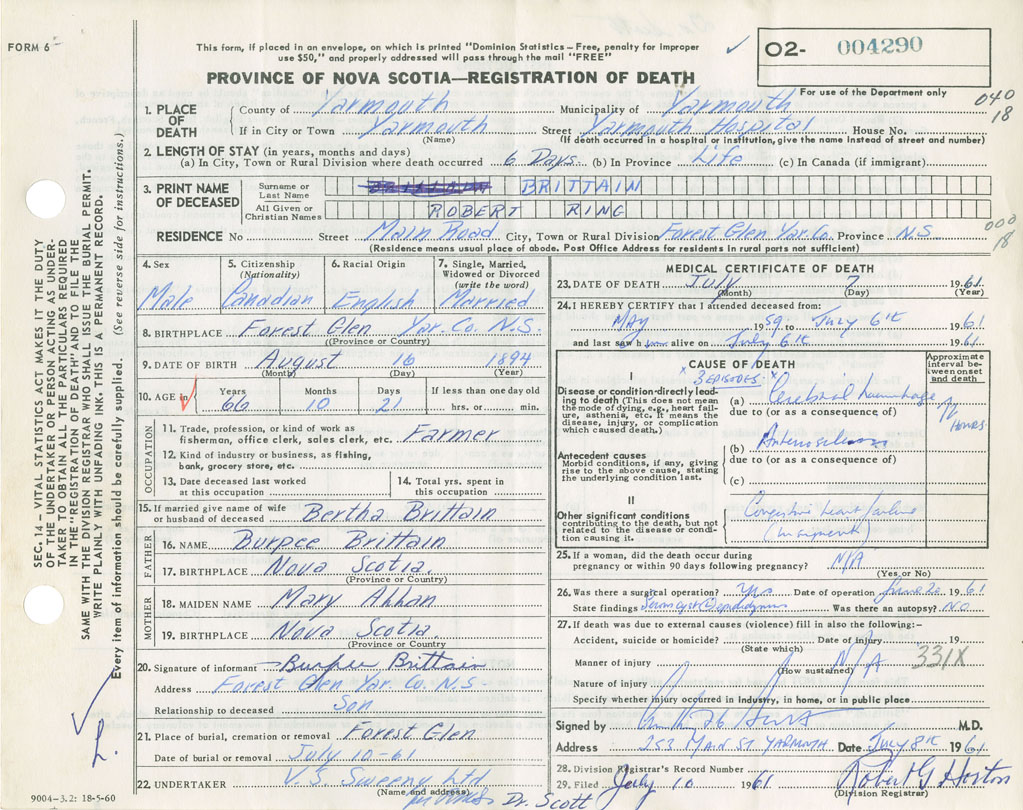 FORM 6
This form, if placed in an envelope, on which is printed "Dominion Statistics – Free, penalty for improper
use $50," and properly addressed will pass through the mail "FREE"
✓
O2- 004290
PROVINCE OF NOVA SCOTIA—REGISTRATION OF DEATH
For use of the Department only
040
18
1. PLACE OF DEATH
County of Yarmouth Municipality of Yarmouth
If in City or Town Yarmouth Street Yarmouth Hospital House No.
(Name) (If death occurred in a hospital or institution, give the name instead of street and number)
2. LENGTH OF STAY (in years, months and days)
(a) In City, Town or Rural Division where death occurred 6 Days (b) In Province Life (c) In Canada (if immigrant)
3. PRINT NAME OF DECEASED
Surname or Last Name BRITTAIN
All Given or Christian Names ROBERT RING
000
18
RESIDENCE No Street Main Road City, Town or Rural Division Forest Glen Yar. Co. Province N.S
(Residence means usual place of abode. Post Office Address for residents in rural parts not sufficient)
4. Sex Male
5. Citizenship (Nationality) Canadian
6. Racial Origin English
7. Single, Married, Widowed or Divorced (write the word) Married
8. BIRTHPLACE Forest Glen Yar. Co. N.S.
(Province or Country)
9. DATE OF BIRTH August 16 1894
(Month) (Day) (Year)
10. AGE in Years 66 Months 10 Days 21 If less than one day old hrs. or min.
OCCUPATION
11. Trade, profession, or kind of work as
fisherman, office clerk, sales clerk, etc. Farmer
12. Kind of industry or business, as fishing,
bank, grocery store, etc.
13. Date deceased last worked
at this occupation
14. Total yrs. spent in
this occupation
15. If married give name of wife
or husband of deceased Bertha Brittain
FATHER
16. NAME Burpee Brittain
17. BIRTHPLACE Nova Scotia
(Province or Country)
MOTHER
18. MAIDEN NAME Mary
19. BIRTHPLACE Nova Scotia.
(Province or Country)
20. Signature of informant Burpee Brittain
Address Forest Glen Yar. Co. N.S
Relationship to deceased Son
21. Place of burial, cremation or removal Forest Glen
Date of burial or removal July 10-61
22. UNDERTAKER V.S. Sweeny Ltd
(Name and address)
Dr. Scott
9004-3.2: 18-5-60
MEDICAL CERTIFICATE OF DEATH
23. DATE OF DEATH July 7 1961
(Month) (Day) (Year)
24. I HEREBY CERTIFY that I attended deceased from:
May 1959 to July 6th 1961
and last saw him alive on July 6th 1961
CAUSE OF DEATH
Approximate interval between onset and death
I
Disease or condition directly leading to death (This does not mean
the mode of dying, e.g., heart failure, asthenia, etc. It means the
disease, injury, or complication
which caused death.)
3 EPISODES
(a) Cerebral haemorrhage
Hours
due to (or as a consequence of)
(b)
due to (or as a consequence of)
(c)
Antecedent causes
Morbid conditions, if any, giving
rise to the above cause, stating
the underlying condition last.
II
Other significant conditions
contributing to the death, but not
related to the disease or condition causing it.
Congestive heart failure
25. If a woman, did the death occur during
pregnancy or within 90 days following pregnancy? N/A
(Yes or No)
26. Was there a surgical operation? Yes Date of operation June 20 1961
State findings Was there an autopsy? NO
27. If death was due to external causes (violence) fill in also the following:-
Accident, suicide or homicide? Date of injury 19
(State which)
Manner of injury N/A 331X
(How sustained)
Nature of injury
Specify whether injury occurred in industry, in home, or in public place
Signed by M.D.
Address 253 MAIN ST YARMOUTH Date July 8th 1961
28. Division Registrar's Record Number
29. Filed July 10 1961 Robert G Horton
(Division Registrar)
SEC. 14 – VITAL STATISTICS ACT MAKES IT THE DUTY
OF THE UNDERTAKER OR PERSON ACTING AS UNDER-
TAKER TO OBTAIN ALL THE PARTICULARS REQUIRED
IN THE "REGISTRATION OF DEATH" AND TO FILE THE
SAME WITH THE DIVISION REGISTRAR WHO SHALL ISSUE THE BURIAL PERMIT.
WRITE PLAINLY WITH UNFADING INK. THIS IS A PERMANENT RECORD.
Every item of information should be carefully supplied. (See reverse side for instructions.)